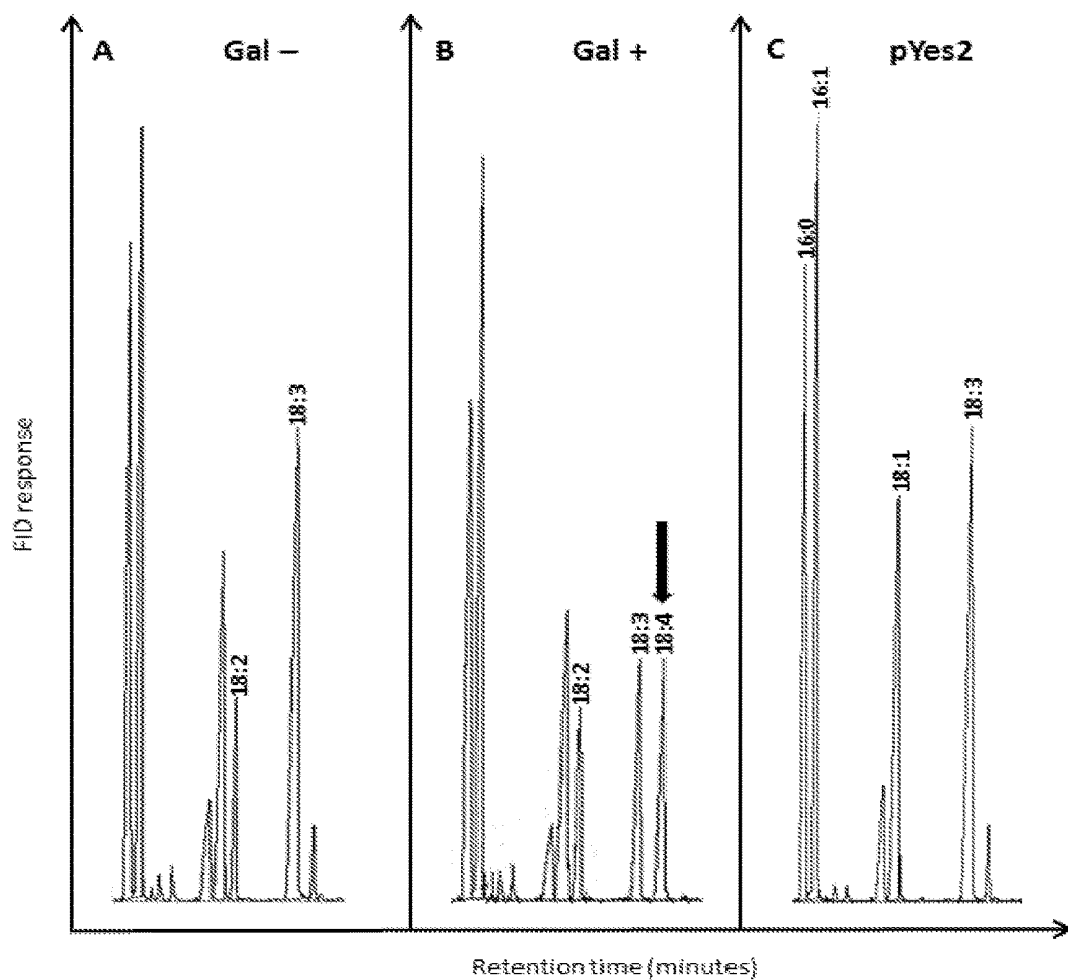 A
Gal –
18:2
18:3
B
Gal +
18:2
18:3
18:4
C
pYes2
16:0
16:1
18:1
18:3
FID response
Retention time (minutes)